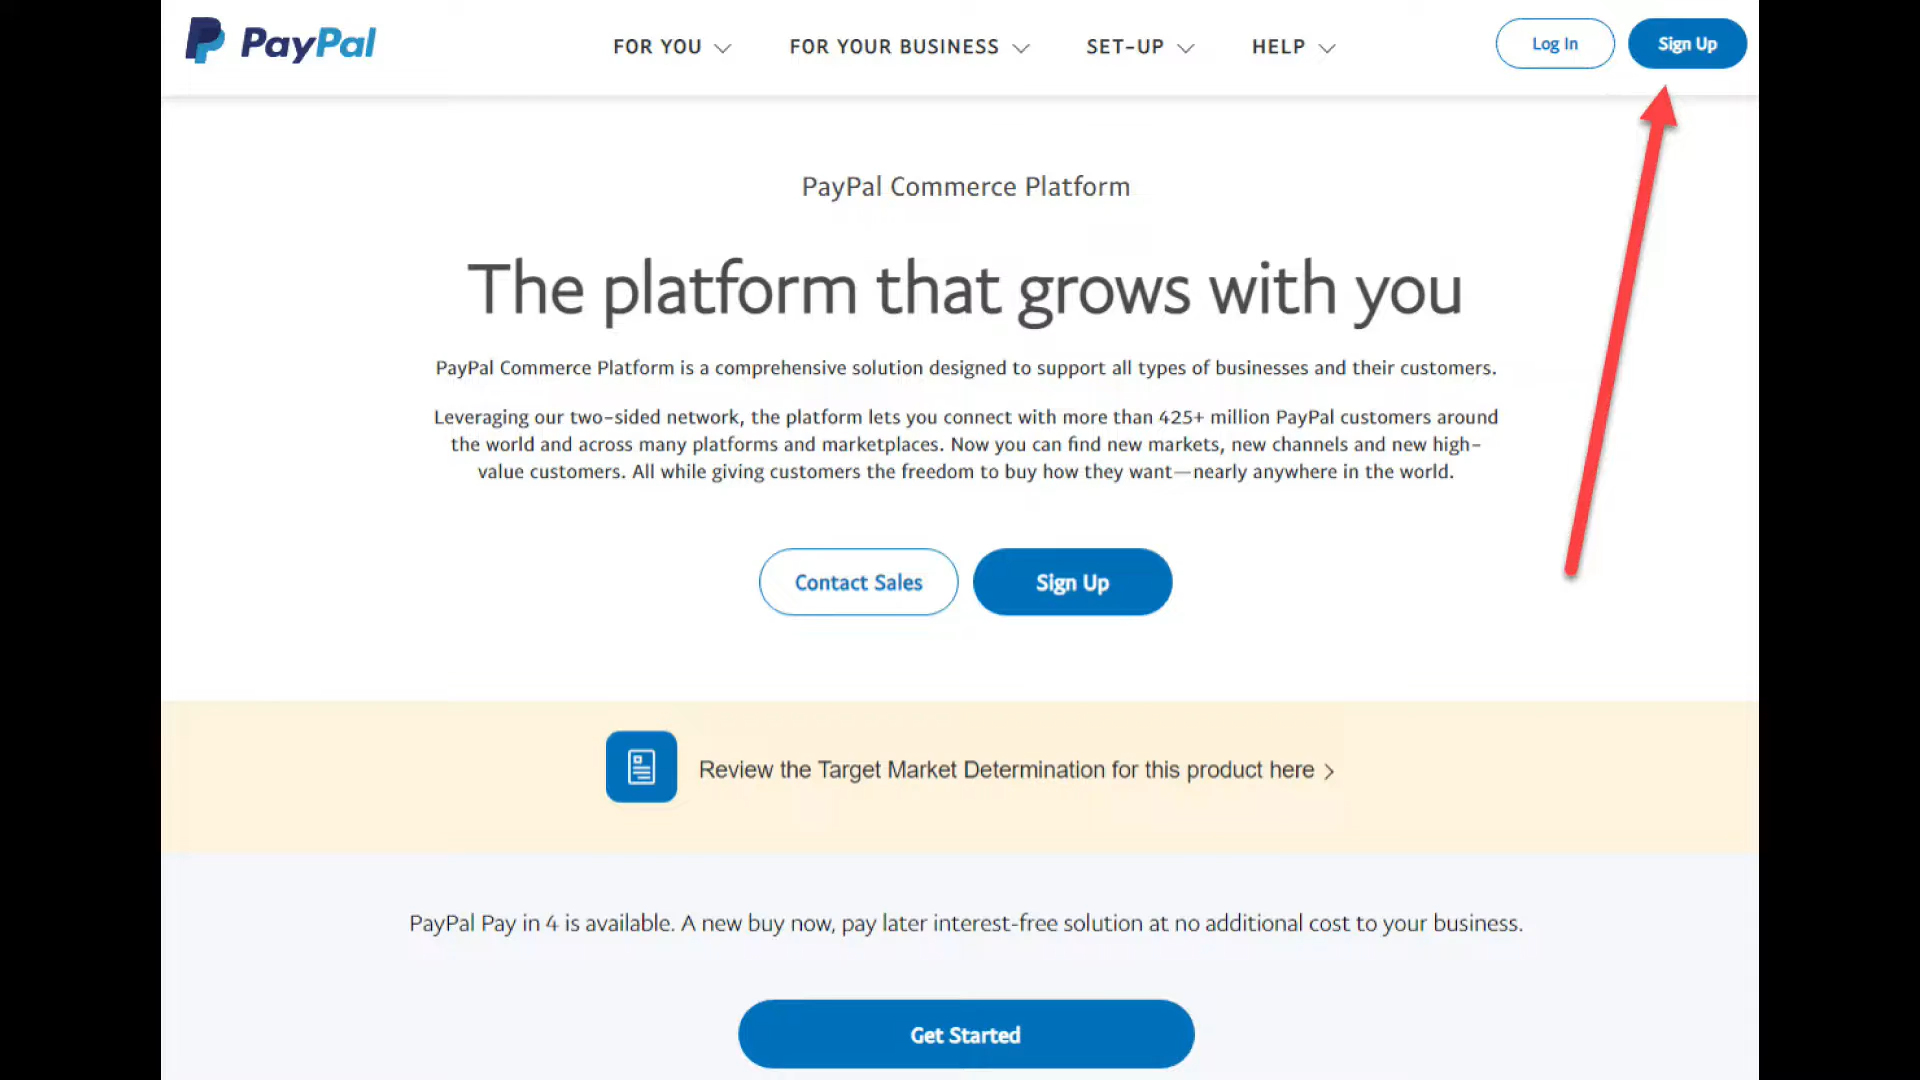 PayPal
FOR YOU
FOR YOUR BUSINESS
SET-UP
HELP
Log In
Sign Up
PayPal Commerce Platform
The platform that grows with you
PayPal Commerce Platform is a comprehensive solution designed to support all types of businesses and their customers.
Leveraging our two-sided network, the platform lets you connect with more than 425+ million PayPal customers around
the world and across many platforms and marketplaces. Now you can find new markets, new channels and new high-
value customers. All while giving customers the freedom to buy how they want—nearly anywhere in the world.
Contact Sales
Sign Up
Review the Target Market Determination for this product here
PayPal Pay in 4 is available. A new buy now, pay later interest-free solution at no additional cost to your business.
Get Started